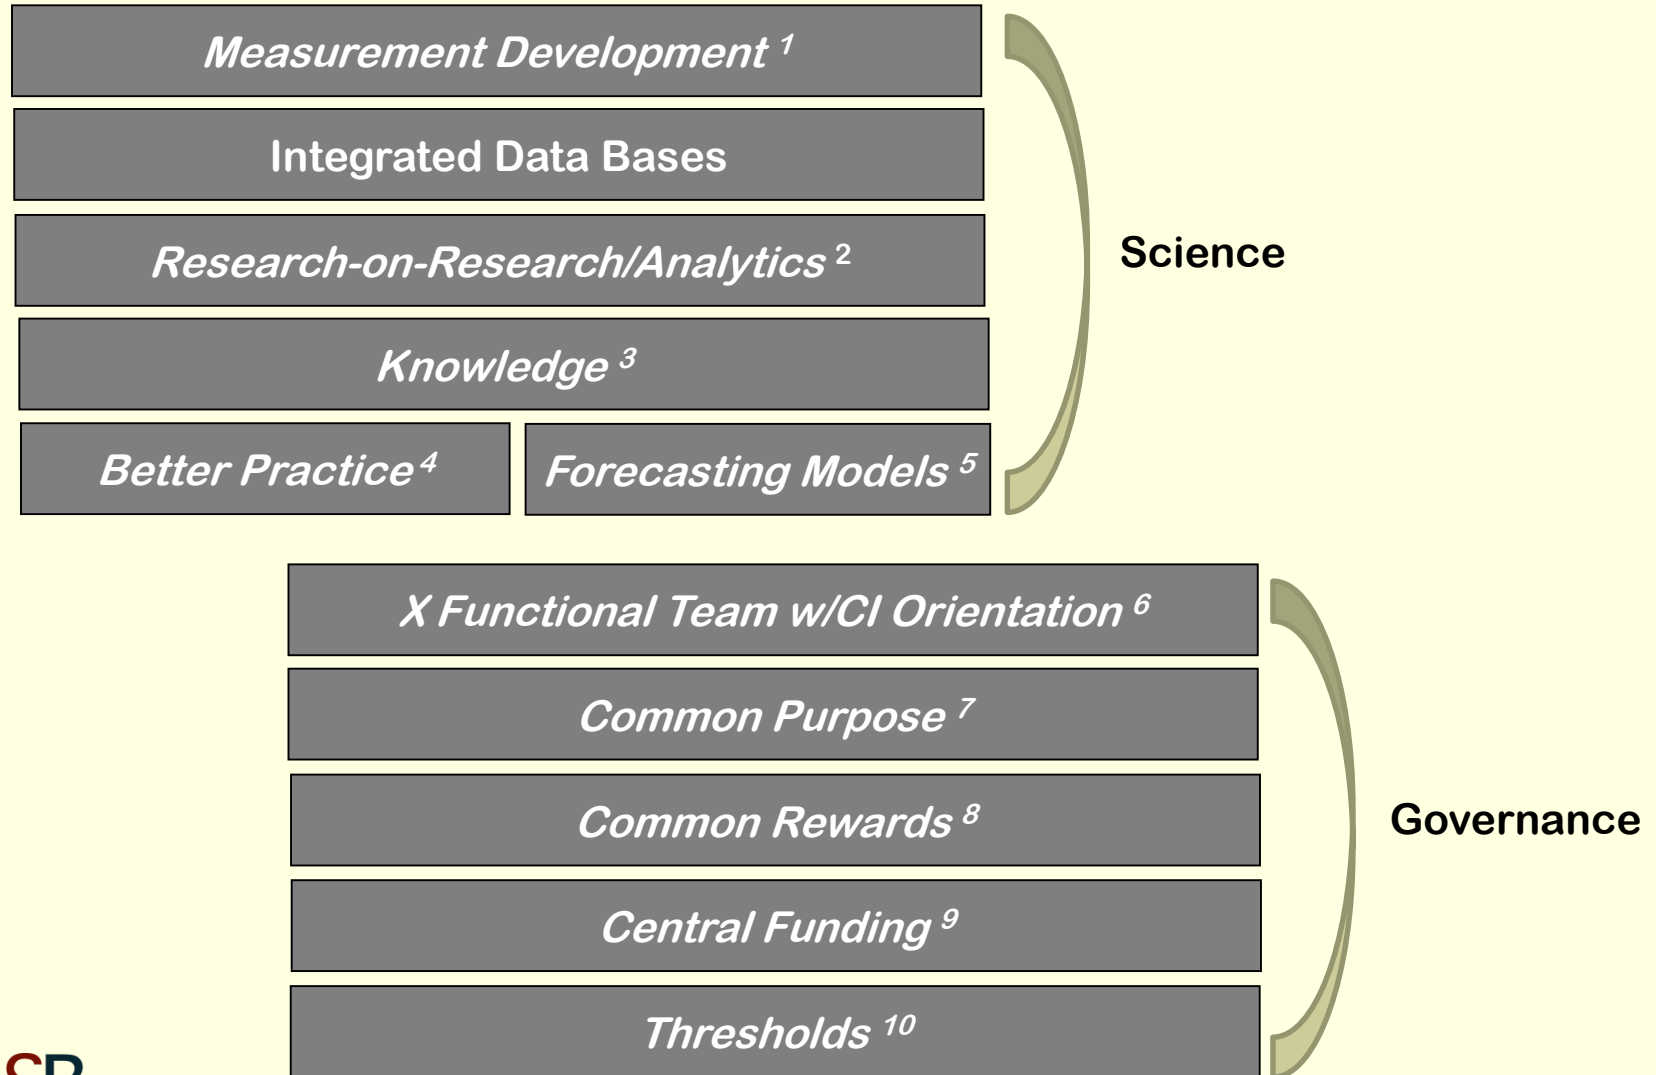 Measurement Development 1
Integrated Data Bases
Research-on-Research/Analytics 2
Science
Knowledge 3
Better Practice 4
Forecasting Models 5
X Functional Team w/CI Orientation 6
Common Purpose 7
Common Rewards 8
Governance
Central Funding 9
Thresholds 10